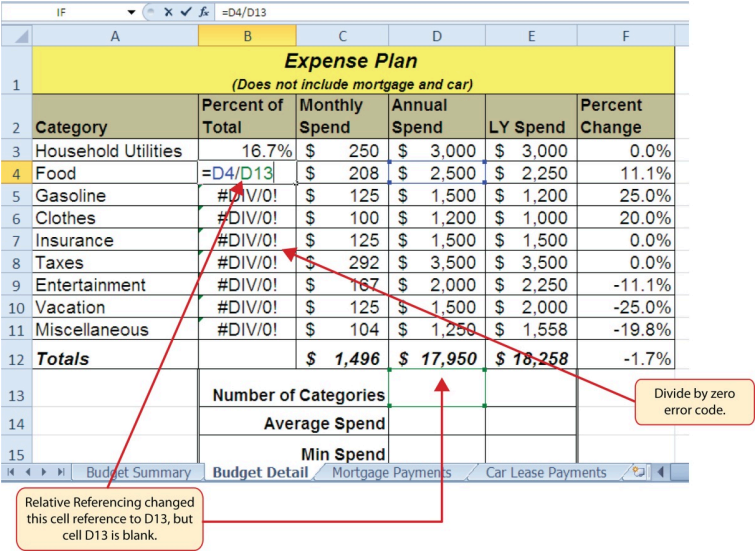 IF fx =D4/D13
A B C D E F
1 Expense Plan
(Does not include mortgage and car)
2 Category Percent of Total Monthly Spend Annual Spend LY Spend Percent Change
3 Household Utilities 16.7% $ 250 $ 3,000 $ 3,000 0.0%
4 Food =D4/D13 $ 208 $ 2,500 $ 2,250 11.1%
5 Gasoline #DIV/0! $ 125 $ 1,500 $ 1,200 25.0%
6 Clothes #DIV/0! $ 100 $ 1,200 $ 1,000 20.0%
7 Insurance #DIV/0! $ 125 $ 1,500 $ 1,500 0.0%
8 Taxes #DIV/0! $ 292 $ 3,500 $ 3,500 0.0%
9 Entertainment #DIV/0! $ 167 $ 2,000 $ 2,250 -11.1%
10 Vacation #DIV/0! $ 125 $ 1,500 $ 2,000 -25.0%
11 Miscellaneous #DIV/0! $ 104 $ 1,250 $ 1,558 -19.8%
12 Totals $ 1,496 $ 17,950 $ 18,258 -1.7%
13 Number of Categories
14 Average Spend
15 Min Spend
Budget Summary Budget Detail Mortgage Payments Car Lease Payments
Divide by zero
error code.
Relative Referencing changed
this cell reference to D13, but
cell D13 is blank.